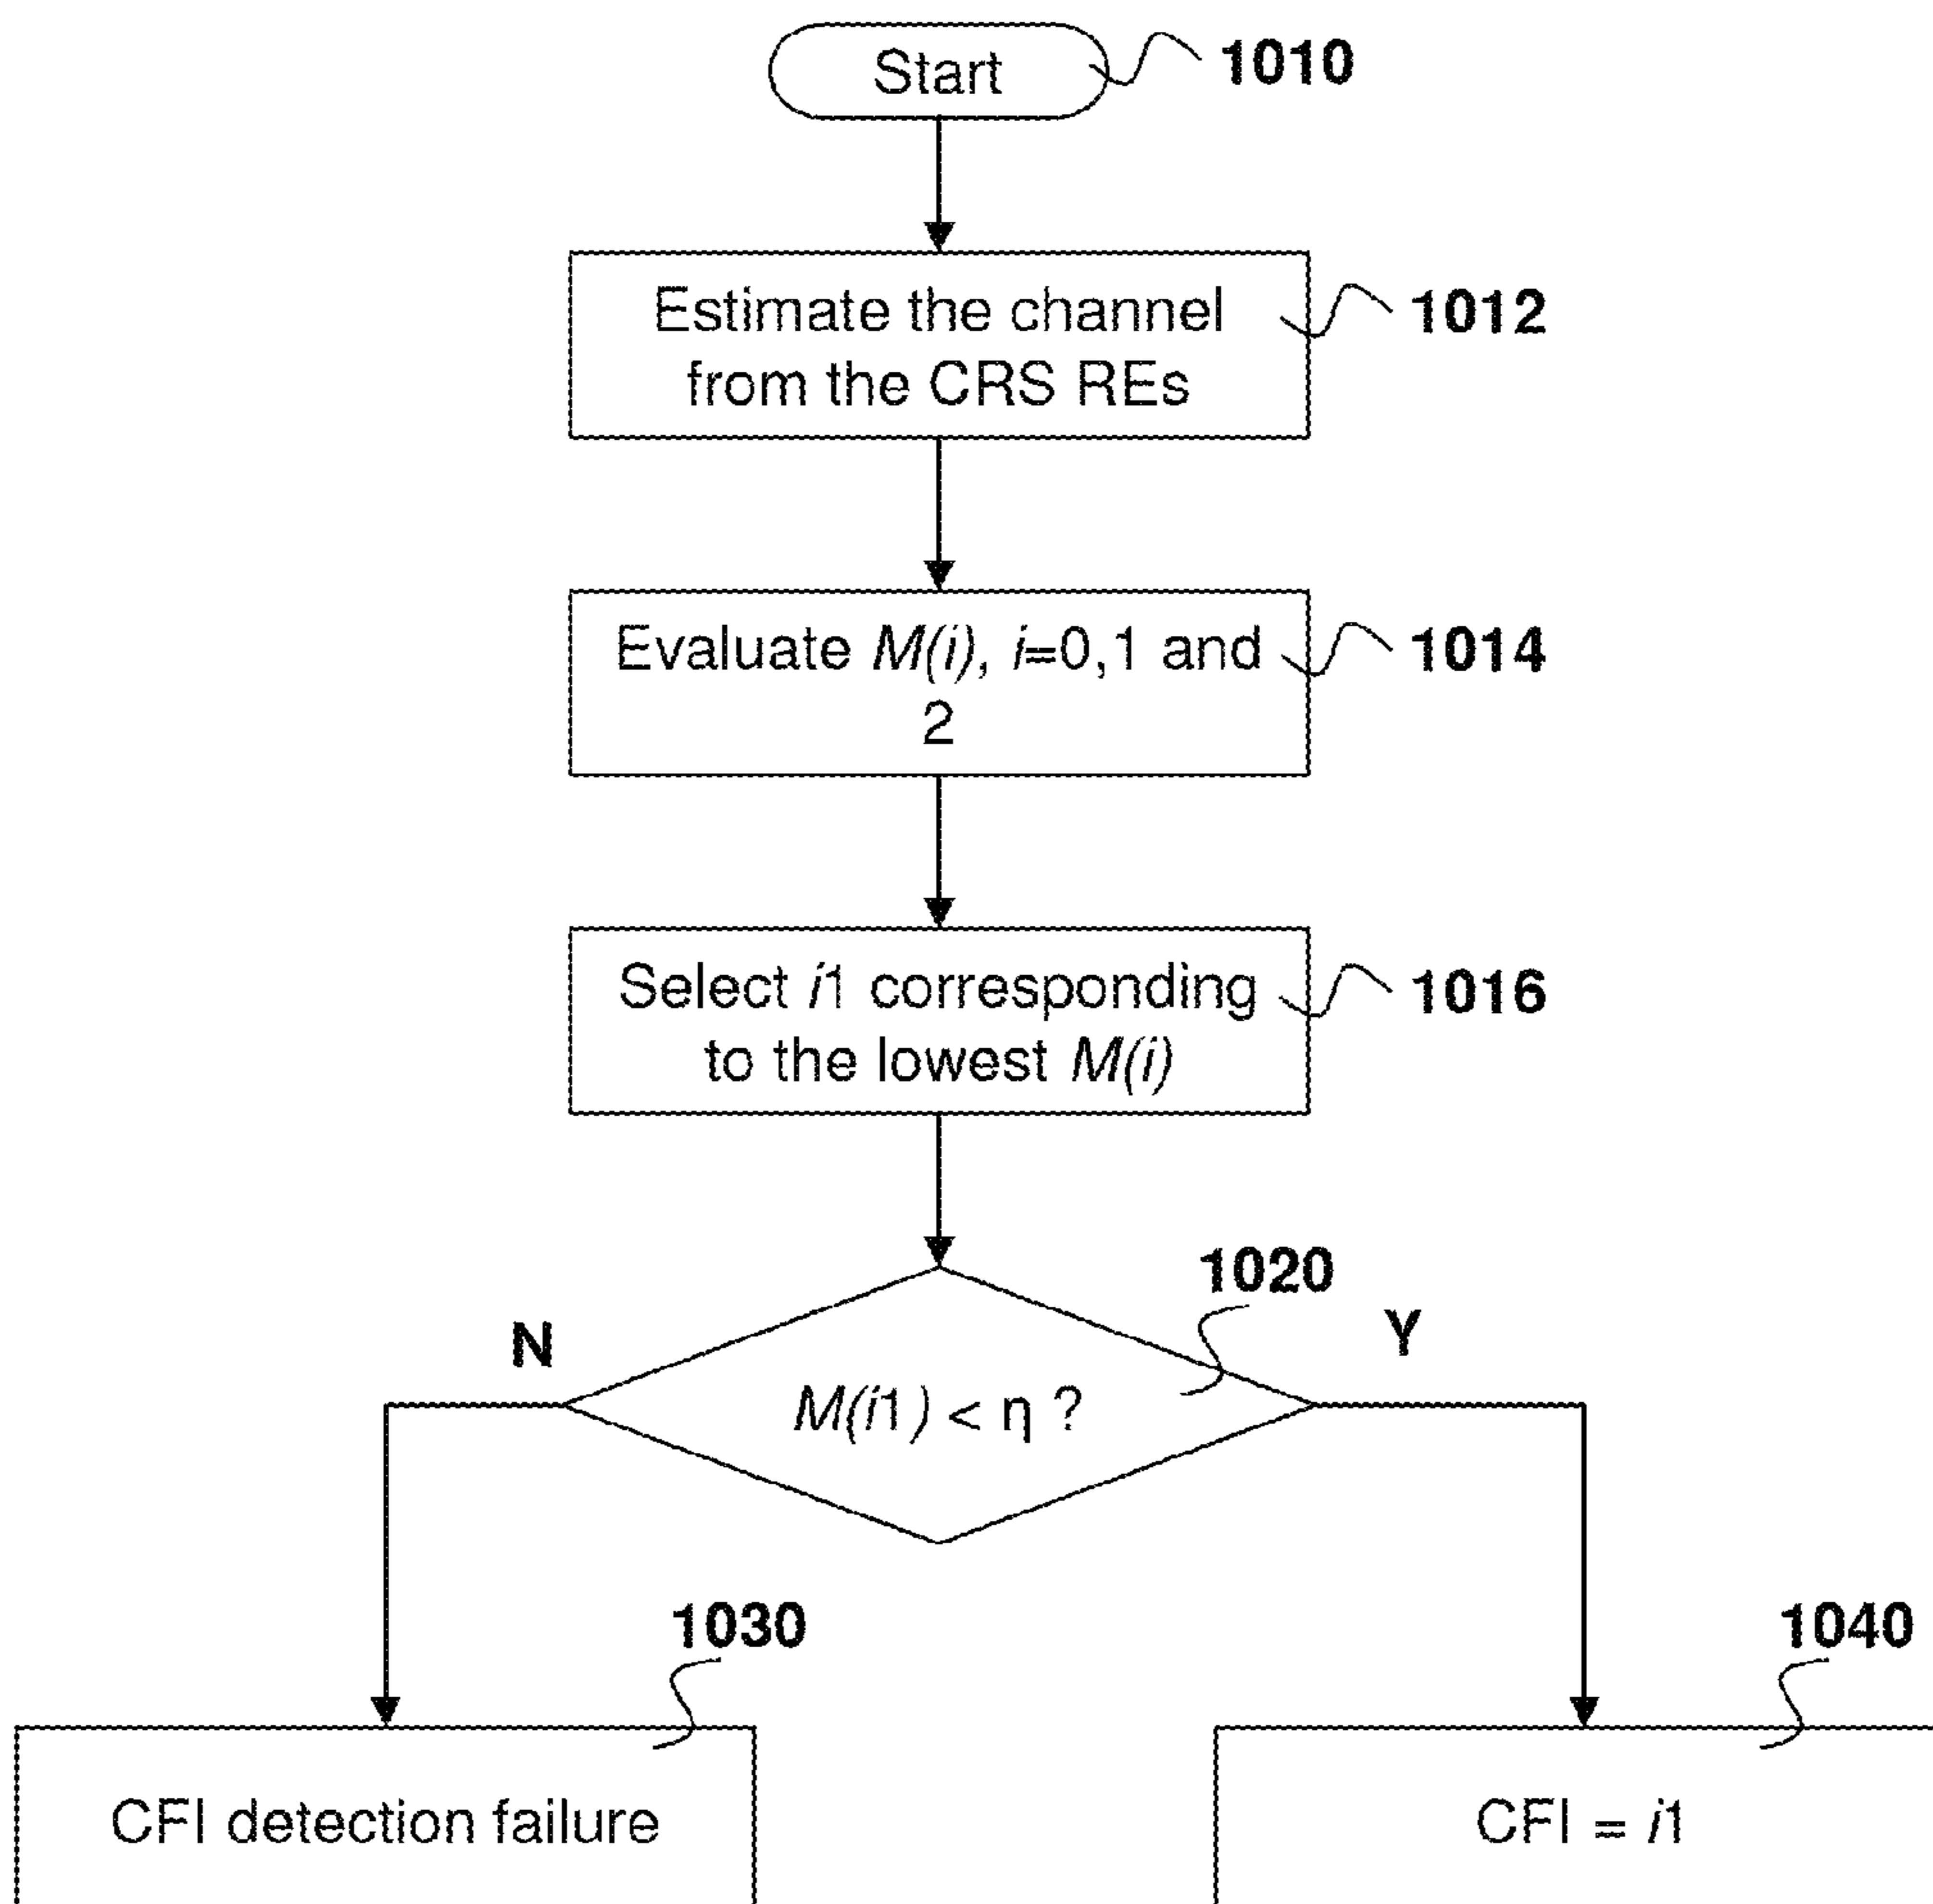 Start
1010
Estimate the channel
from the CRS REs
1012
Evaluate M(i), i=0,1 and
2
1014
Select i1 corresponding
to the lowest M(i)
1016
1020
N
Y
M(i1) < η ?
1030
1040
CFI detection failure
CFI = i1